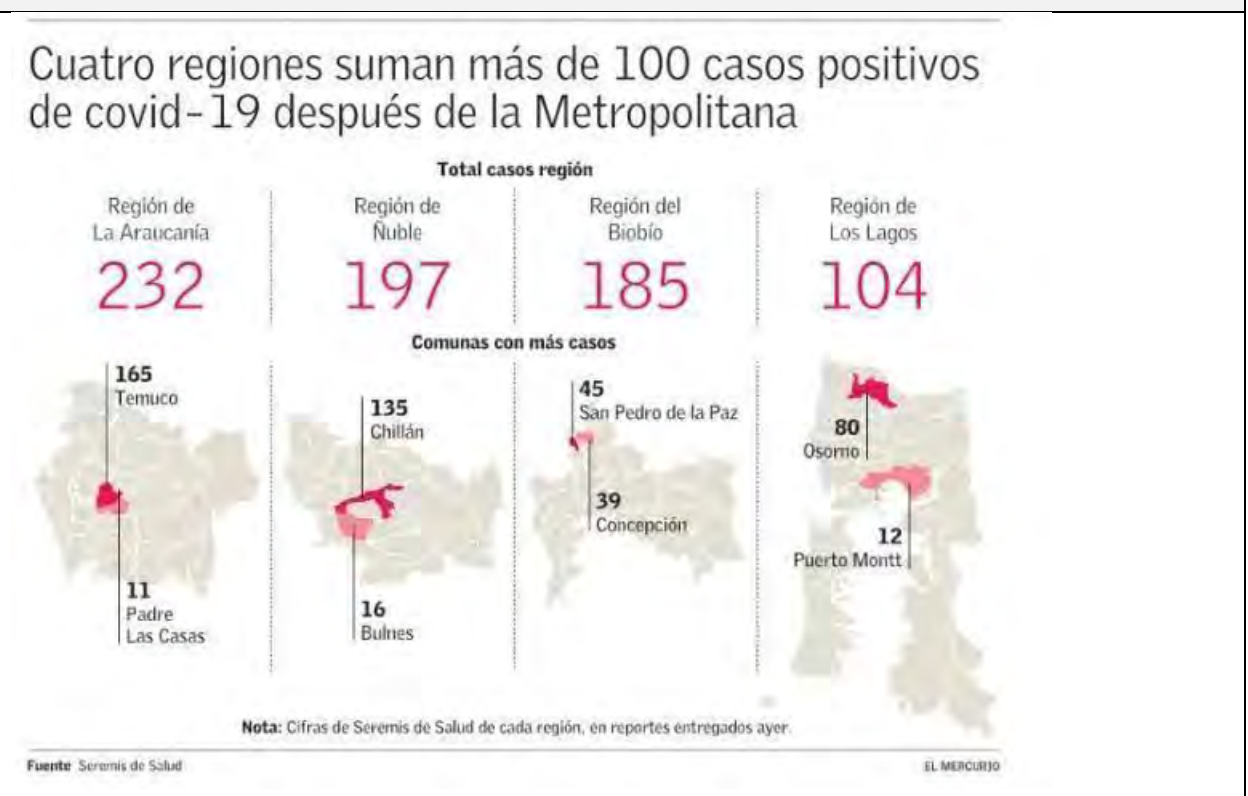 Cuatro regiones suman más de 100 casos positivos
de covid-19 después de la Metropolitana
Total casos región
Región de
La Araucanía
232
Región de
Ñuble
197
Región del
Biobío
185
Región de
Los Lagos
104
Comunas con más casos
165
Temuco
11
Padre
Las Casas
135
Chillán
16
Bulnes
45
San Pedro de la Paz
39
Concepción
80
Osorno
12
Puerto Montt
Nota: Cifras de Seremis de Salud de cada región, en reportes entregados ayer.
Fuente Seremis de Salud
EL MERCURIO